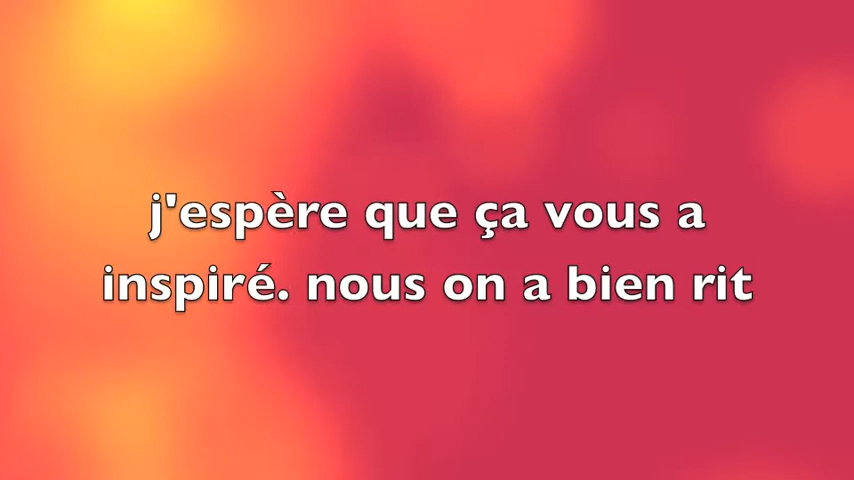 j'espère que ça vous a
inspiré. nous on a bien rit